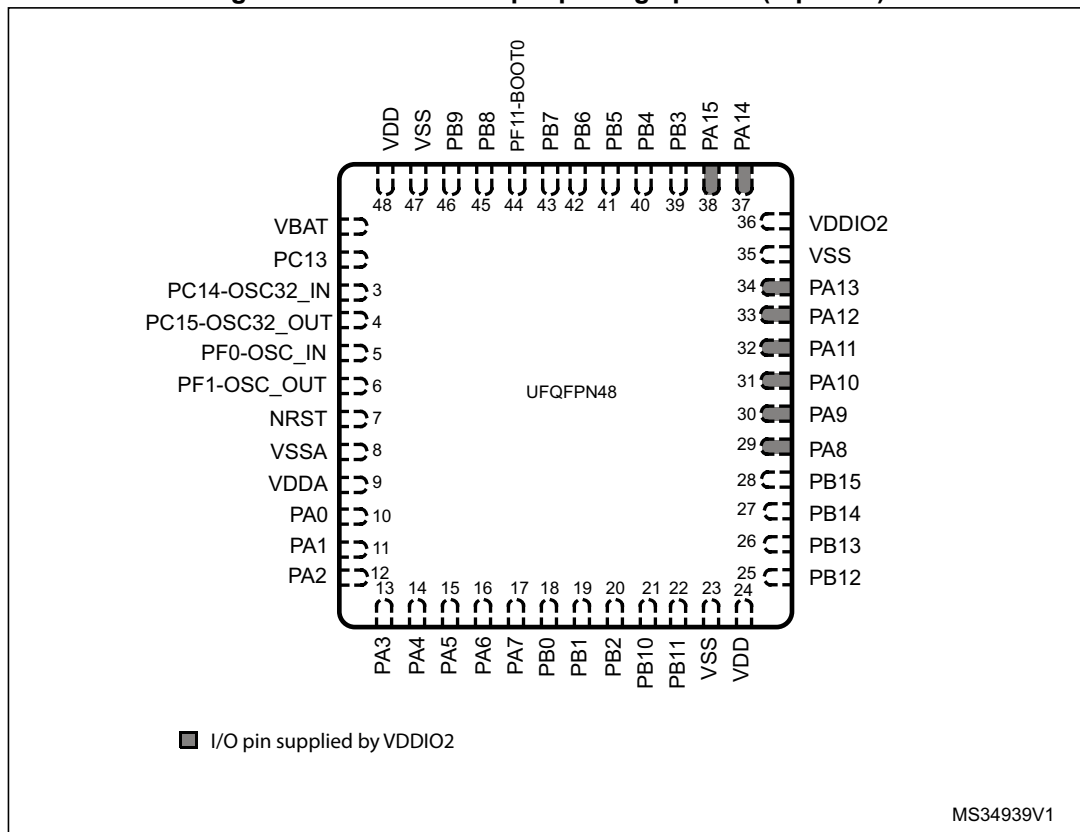 VDD
VSS
PB9
PB8
PF11-BOOT0
PB7
PB6
PB5
PB4
PB3
PA15
PA14
48
47
46
45
44
43
42
41
40
39
38
37
VBAT
PC13
PC14-OSC32_IN
3
PC15-OSC32_OUT
4
PF0-OSC_IN
5
PF1-OSC_OUT
6
NRST
7
VSSA
8
VDDA
9
PA0
10
PA1
11
PA2
12
UFQFPN48
36
VDDIO2
35
VSS
34
PA13
33
PA12
32
PA11
31
PA10
30
PA9
29
PA8
28
PB15
27
PB14
26
PB13
25
PB12
13
14
15
16
17
18
19
20
21
22
23
24
PA3
PA4
PA5
PA6
PA7
PB0
PB1
PB2
PB10
PB11
VSS
VDD
I/O pin supplied by VDDIO2
MS34939V1